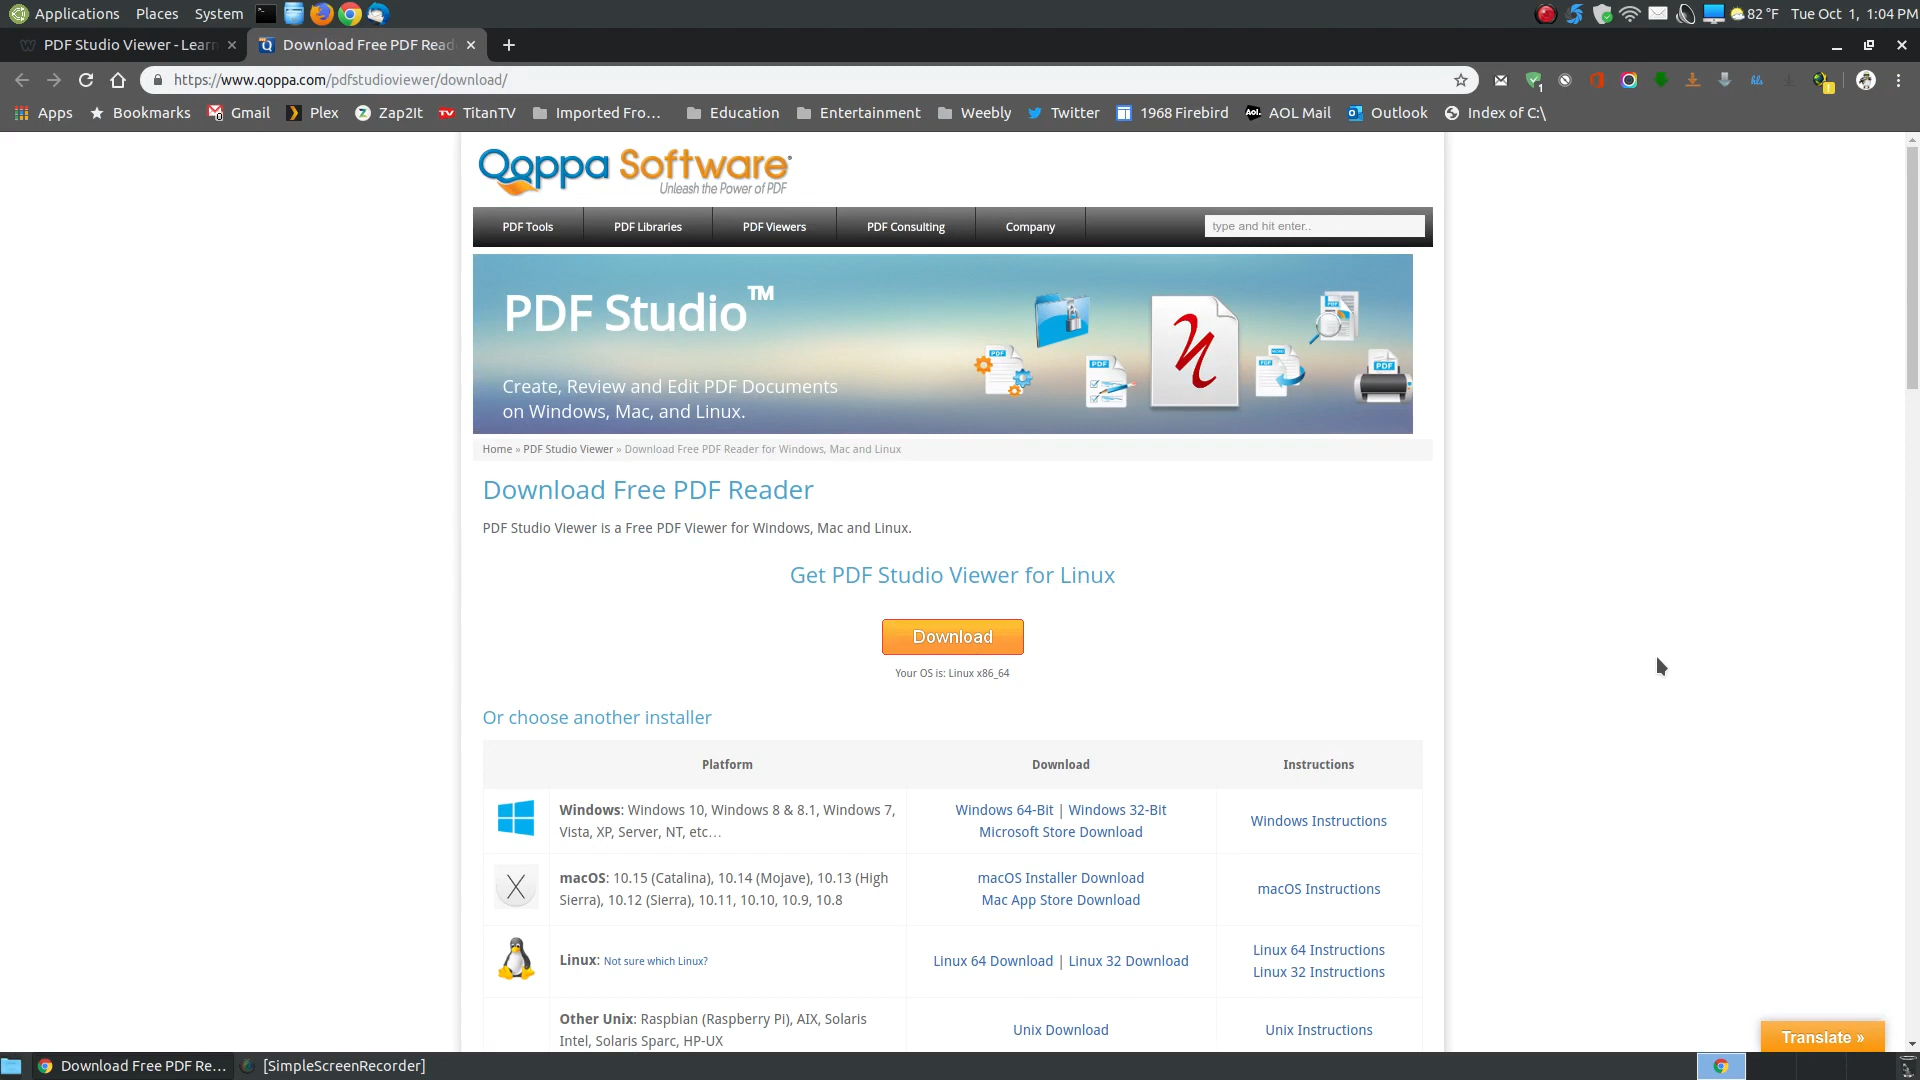 Applications Places System
82 °F Tue Oct 1, 1:04 PM
PDF Studio Viewer - Learn
Download Free PDF Read
https://www.qoppa.com/pdfstudioviewer/download/
Apps Bookmarks Gmail Plex Zap2It TitanTV Imported Fro... Education Entertainment Weebly Twitter 1968 Firebird AOL Mail Outlook Index of C:\
Qoppa Software
Unleash the Power of PDF
PDF Tools PDF Libraries PDF Viewers PDF Consulting Company type and hit enter..
PDF Studio™
Create, Review and Edit PDF Documents
on Windows, Mac, and Linux.
Home » PDF Studio Viewer » Download Free PDF Reader for Windows, Mac and Linux
Download Free PDF Reader
PDF Studio Viewer is a Free PDF Viewer for Windows, Mac and Linux.
Get PDF Studio Viewer for Linux
Download
Your OS is: Linux x86_64
Or choose another installer
Platform Download Instructions
Windows: Windows 10, Windows 8 & 8.1, Windows 7,
Vista, XP, Server, NT, etc…
Windows 64-Bit | Windows 32-Bit
Microsoft Store Download
Windows Instructions
macOS: 10.15 (Catalina), 10.14 (Mojave), 10.13 (High
Sierra), 10.12 (Sierra), 10.11, 10.10, 10.9, 10.8
macOS Installer Download
Mac App Store Download
macOS Instructions
Linux: Not sure which Linux?
Linux 64 Download | Linux 32 Download
Linux 64 Instructions
Linux 32 Instructions
Other Unix: Raspbian (Raspberry Pi), AIX, Solaris
Intel, Solaris Sparc, HP-UX
Unix Download
Unix Instructions
Translate »
Download Free PDF Re...
[SimpleScreenRecorder]